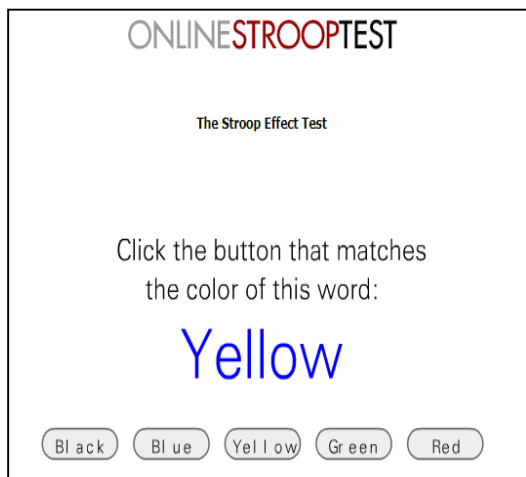 ONLINESTROOPTEST
The Stroop Effect Test
Click the button that matches
the color of this word:
Yellow
Black Blue Yellow Green Red